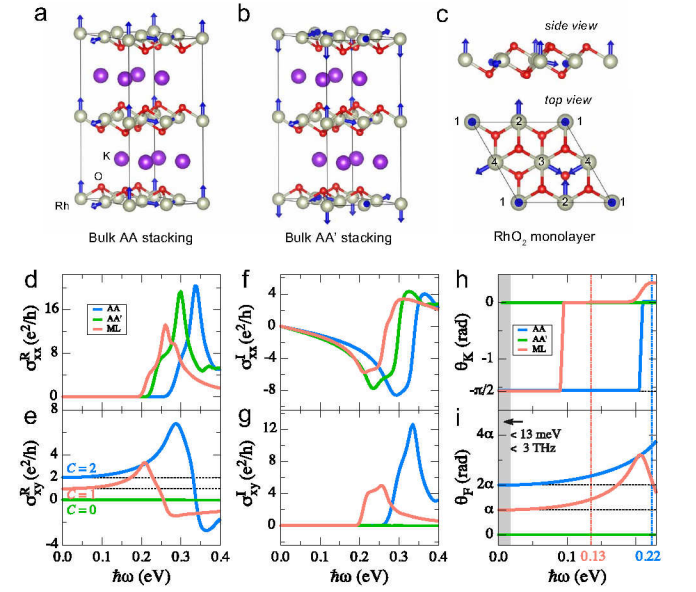 a
b
c
side view
top view
1
2
1
4
3
4
1
2
1
K
O
Rh
Bulk AA stacking
Bulk AA' stacking
RhO₂ monolayer
d
f
h
AA
AA'
ML
σᴿxx (e²/h)
20
16
12
8
4
0
σᴵxx (e²/h)
4
0
-4
-8
θK (rad)
0
-1
-π/2
AA
AA'
ML
e
g
i
σᴿxy (e²/h)
8
4
2
0
-4
C = 2
C = 1
C = 0
0.0 0.1 0.2 0.3 0.4
ħω (eV)
σᴵxy (e²/h)
12
8
4
0
0.0 0.1 0.2 0.3 0.4
ħω (eV)
θF (rad)
4α
2α
α
0
< 13 meV
< 3 THz
0.0 0.1 0.13 0.22
ħω (eV)